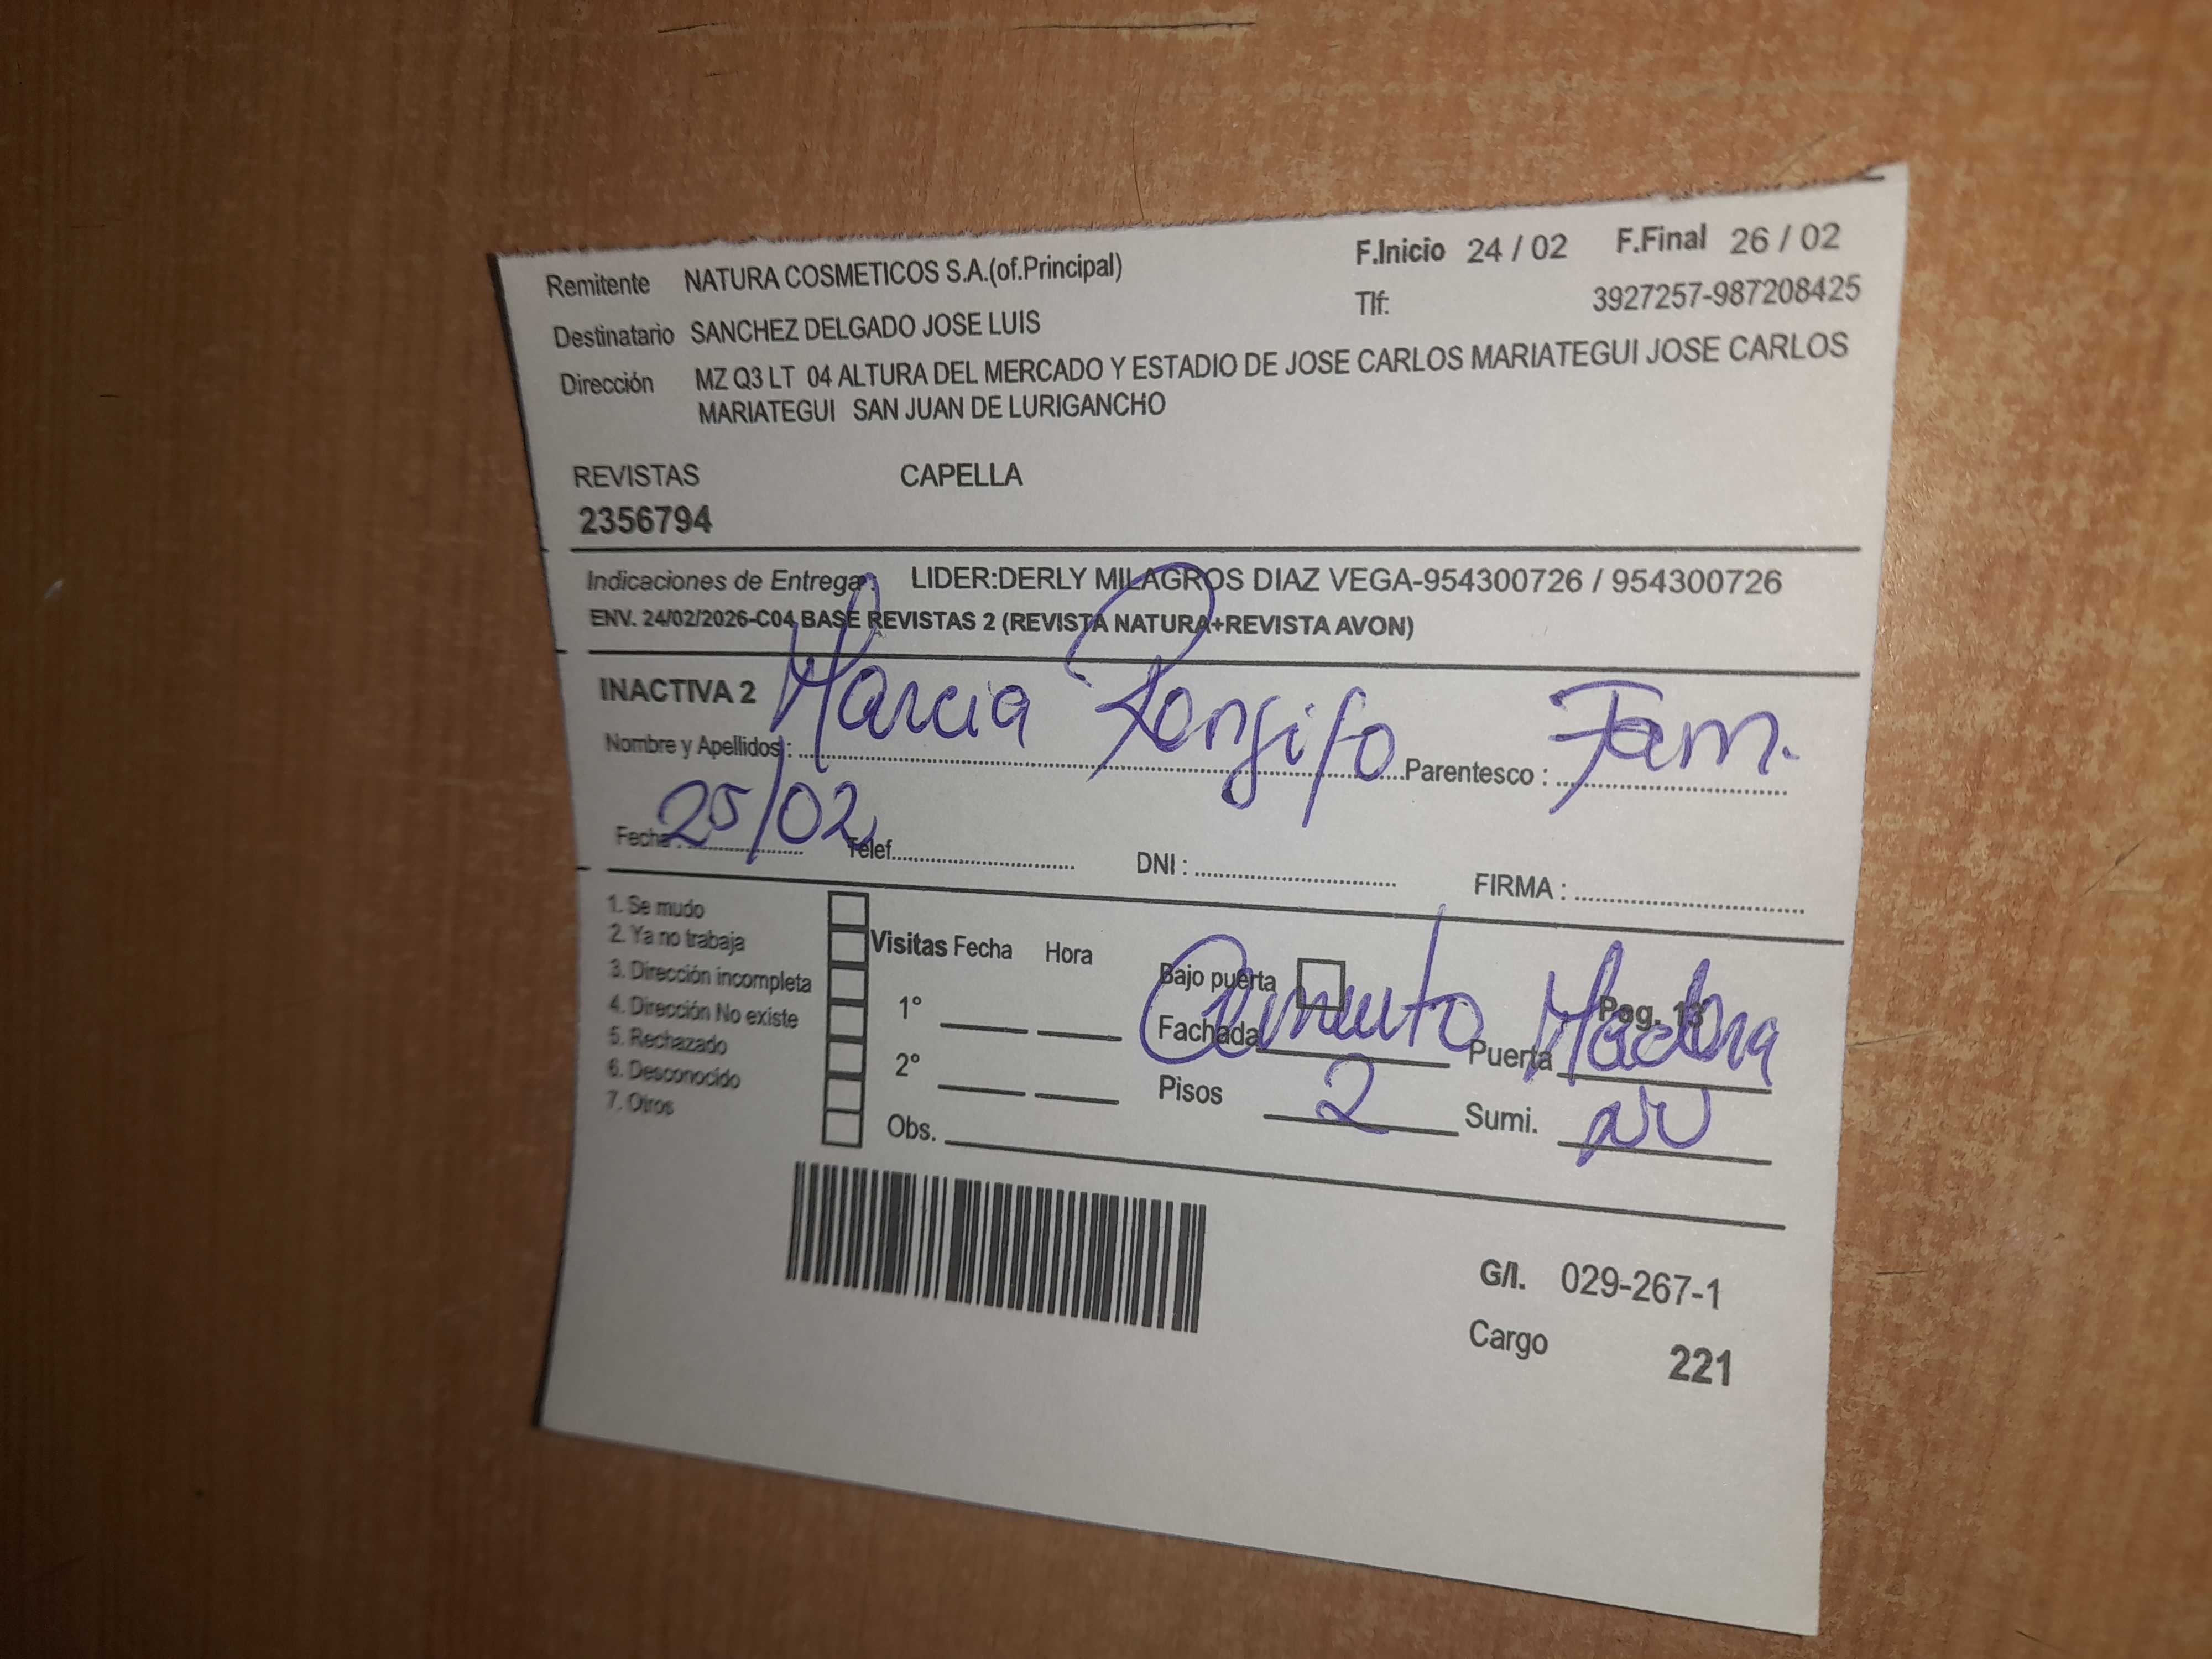 Remitente NATURA COSMETICOS S.A.(of.Principal) F.Inicio 24 / 02 F.Final 26 / 02
Destinatario SANCHEZ DELGADO JOSE LUIS Tlf: 3927257-987208425
Dirección MZ Q3 LT 04 ALTURA DEL MERCADO Y ESTADIO DE JOSE CARLOS MARIATEGUI JOSE CARLOS
MARIATEGUI SAN JUAN DE LURIGANCHO
REVISTAS CAPELLA
2356794
Indicaciones de Entrega: LIDER:DERLY MILAGROS DIAZ VEGA-954300726 / 954300726
ENV. 24/02/2026-C04 BASE REVISTAS 2 (REVISTA NATURA+REVISTA AVON)
INACTIVA 2
Nombre y Apellidos: Marcia Rengifo Parentesco : Fam.
Fecha : 25/02 Telef. DNI : FIRMA :
1. Se mudo
2. Ya no trabaja
3. Dirección incompleta
4. Dirección No existe
5. Rechazado
6. Desconocido
7. Otros
Visitas Fecha Hora
1°
2°
Obs.
Bajo puerta Pag. 13
Fachada Cemento Puerta Madera
Pisos 2 Sumi.
G/I. 029-267-1
Cargo 221